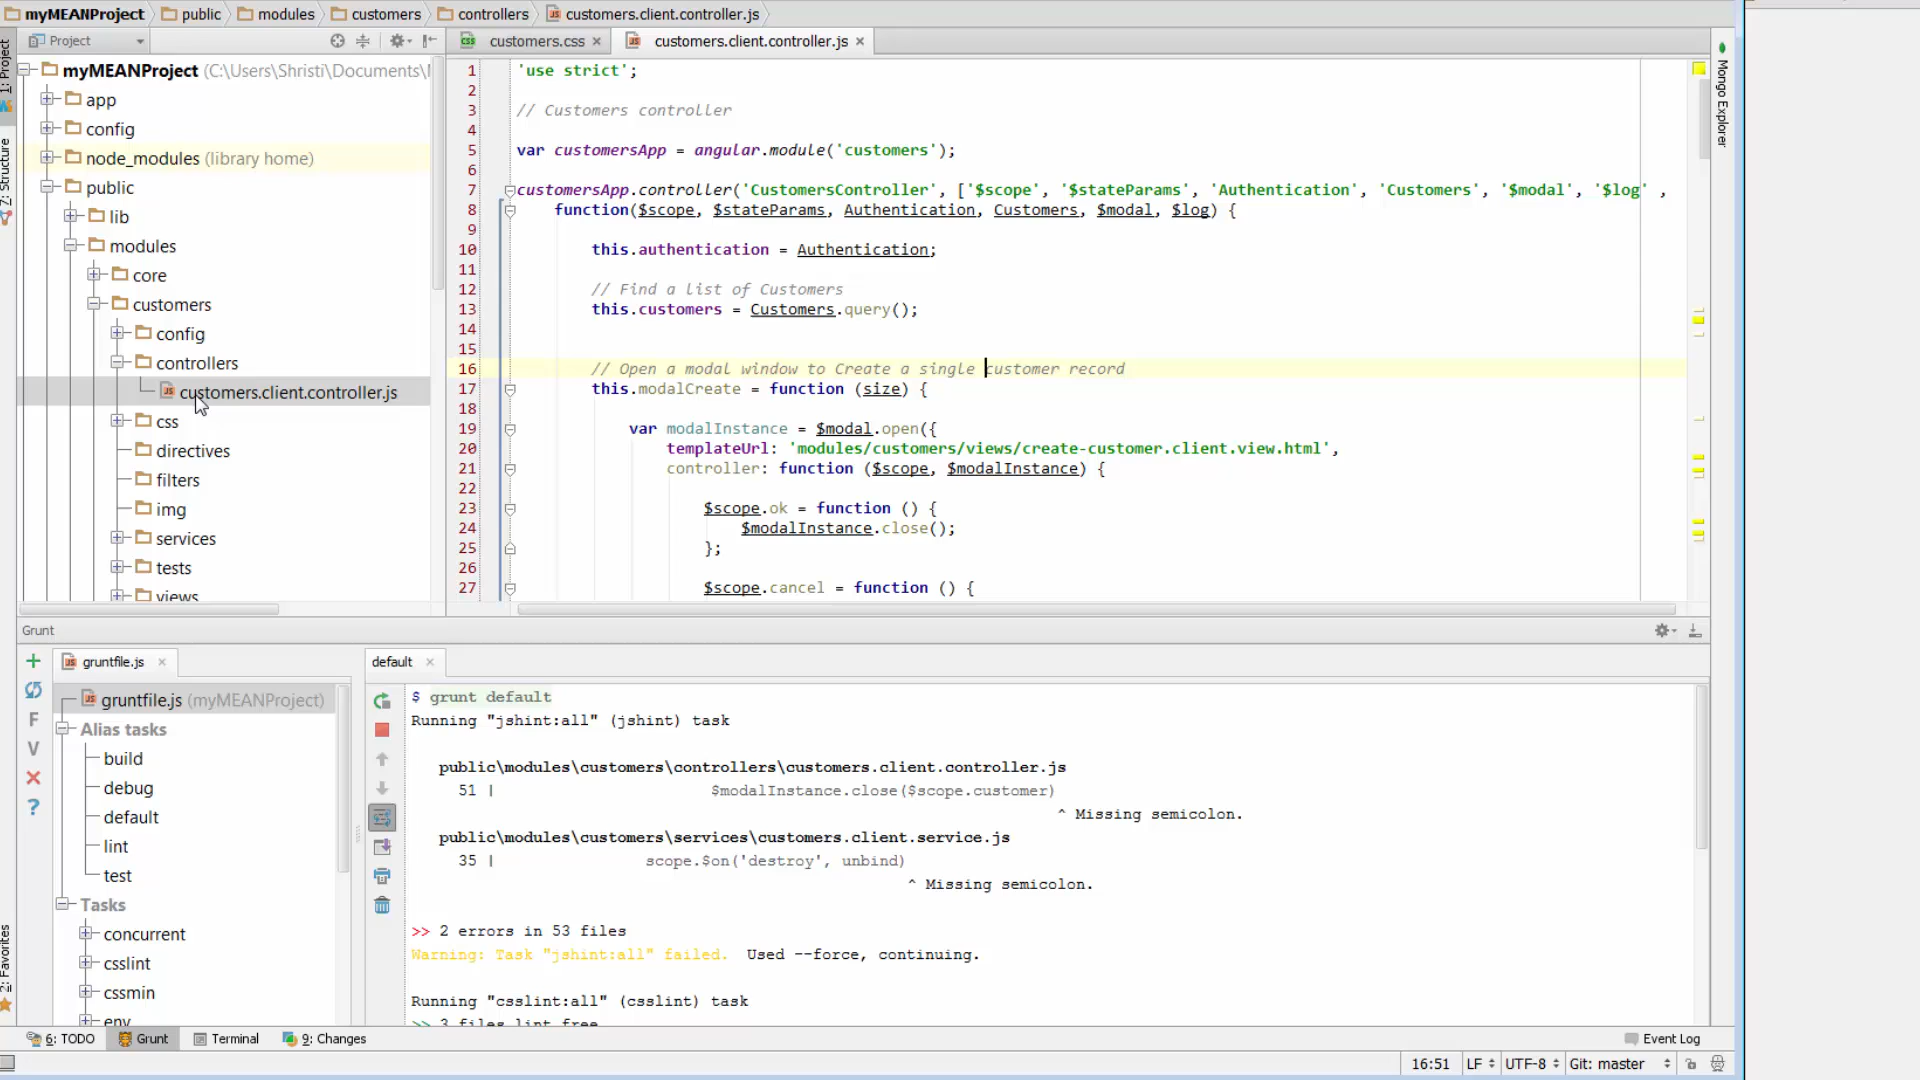 myMEANProject public modules customers controllers customers.client.controller.js
Project
customers.css customers.client.controller.js
1: Project
Z: Structure
2: Favorites
Mongo Explorer
myMEANProject (C:\Users\Shristi\Documents\
app
config
node_modules (library home)
public
lib
modules
core
customers
config
controllers
customers.client.controller.js
css
directives
filters
img
services
tests
views
1 'use strict';
2
3 // Customers controller
4
5 var customersApp = angular.module('customers');
6
7 customersApp.controller('CustomersController', ['$scope', '$stateParams', 'Authentication', 'Customers', '$modal', '$log' ,
8 function($scope, $stateParams, Authentication, Customers, $modal, $log) {
9
10 this.authentication = Authentication;
11
12 // Find a list of Customers
13 this.customers = Customers.query();
14
15
16 // Open a modal window to Create a single customer record
17 this.modalCreate = function (size) {
18
19 var modalInstance = $modal.open({
20 templateUrl: 'modules/customers/views/create-customer.client.view.html',
21 controller: function ($scope, $modalInstance) {
22
23 $scope.ok = function () {
24 $modalInstance.close();
25 };
26
27 $scope.cancel = function () {
Grunt
gruntfile.js
gruntfile.js (myMEANProject)
Alias tasks
build
debug
default
lint
test
Tasks
concurrent
csslint
cssmin
env
default
$ grunt default
Running "jshint:all" (jshint) task
public\modules\customers\controllers\customers.client.controller.js
51 | $modalInstance.close($scope.customer)
^ Missing semicolon.
public\modules\customers\services\customers.client.service.js
35 | scope.$on('destroy', unbind)
^ Missing semicolon.
>> 2 errors in 53 files
Warning: Task "jshint:all" failed. Used --force, continuing.
Running "csslint:all" (csslint) task
>> 3 files lint free
6: TODO Grunt Terminal 9: Changes Event Log
16:51 LF UTF-8 Git: master